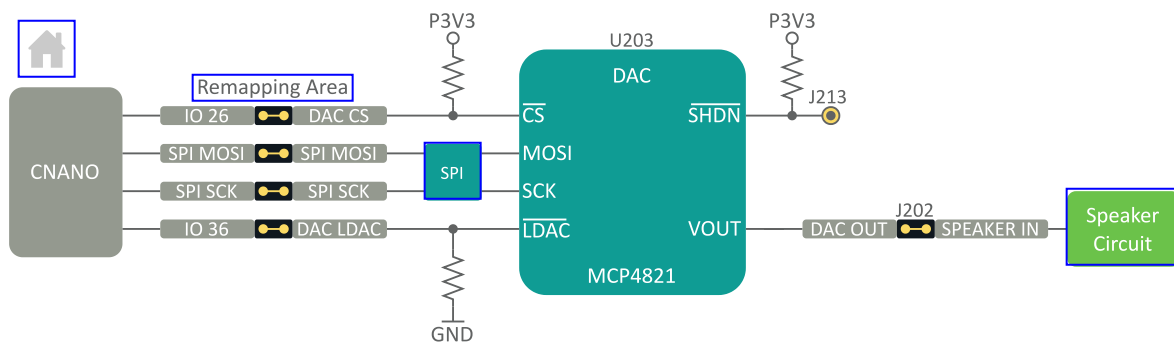 P3V3
U203
P3V3
DAC
Remapping Area
J213
IO 26 DAC CS
CS
SHDN
CNANO
SPI MOSI SPI MOSI
SPI
MOSI
SPI SCK SPI SCK
SCK
J202
Speaker
Circuit
IO 36 DAC LDAC
LDAC
VOUT
DAC OUT SPEAKER IN
MCP4821
GND